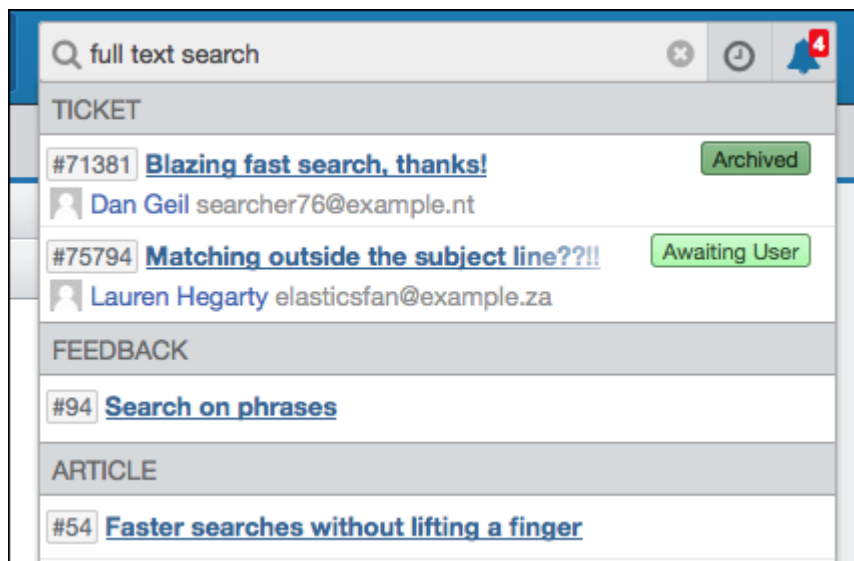 full text search
4
TICKET
#71381 Blazing fast search, thanks! Archived
Dan Geil searcher76@example.nt
#75794 Matching outside the subject line??!! Awaiting User
Lauren Hegarty elasticsfan@example.za
FEEDBACK
#94 Search on phrases
ARTICLE
#54 Faster searches without lifting a finger